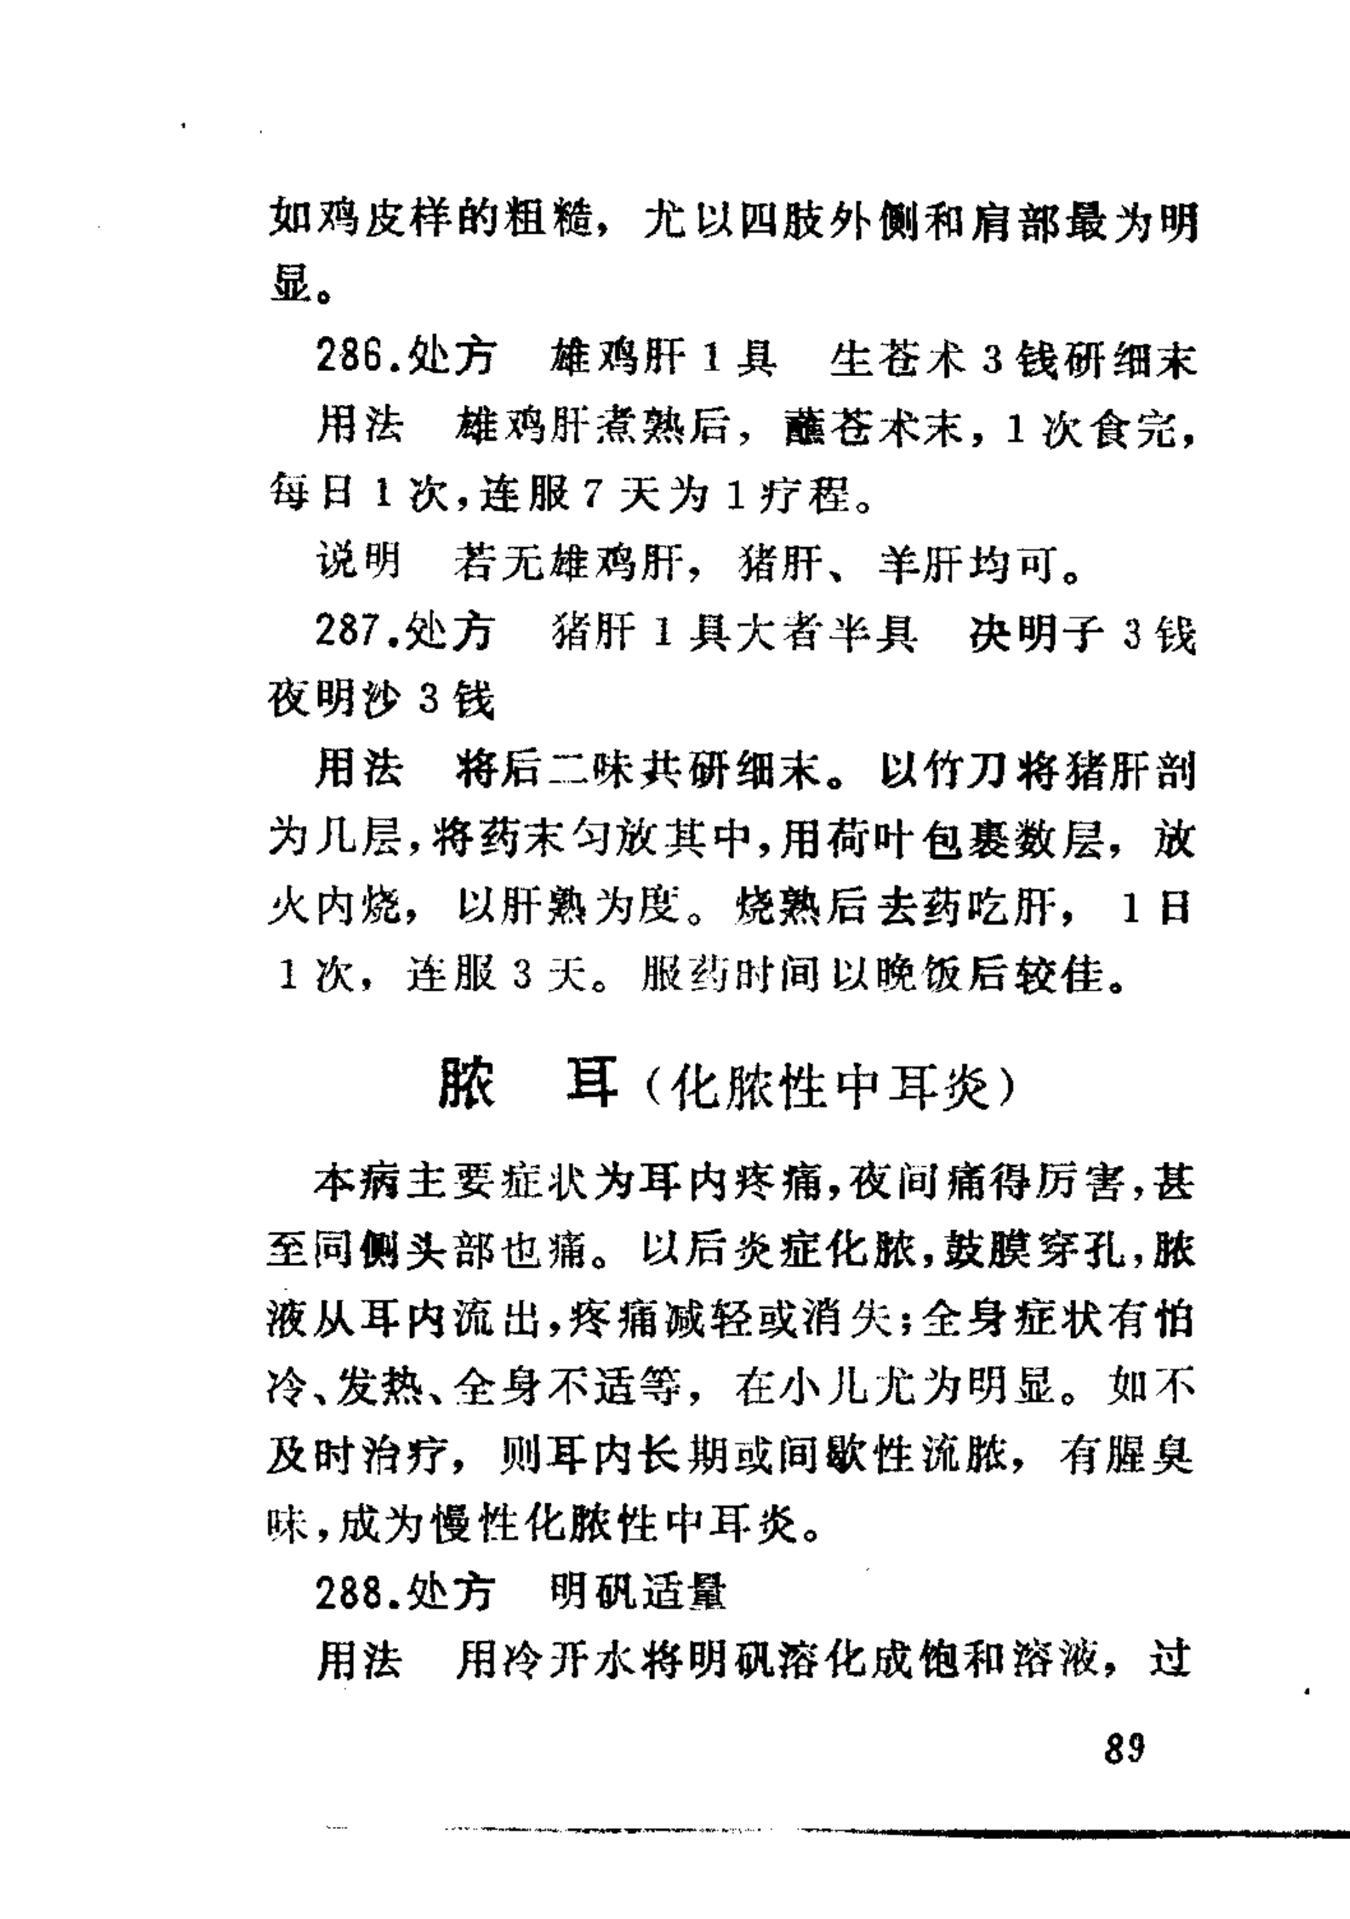 如鸡皮样的粗糙，尤以四肢外侧和肩部最为明
显。
286.处方　雄鸡肝1具　生苍术3钱研细末
用法　雄鸡肝煮熟后，蘸苍术末，1次食完，
每日1次，连服7天为1疗程。
说明　若无雄鸡肝，猪肝、羊肝均可。
287.处方　猪肝1具大者半具　决明子3钱
夜明沙3钱
用法　将后二味共研细末。以竹刀将猪肝剖
为几层，将药末匀放其中，用荷叶包裹数层，放
火内烧，以肝熟为度。烧熟后去药吃肝，1日
1次，连服3天。服药时间以晚饭后较佳。
脓　耳（化脓性中耳炎）
本病主要症状为耳内疼痛，夜间痛得厉害，甚
至同侧头部也痛。以后炎症化脓，鼓膜穿孔，脓
液从耳内流出，疼痛减轻或消失；全身症状有怕
冷、发热、全身不适等，在小儿尤为明显。如不
及时治疗，则耳内长期或间歇性流脓，有腥臭
味，成为慢性化脓性中耳炎。
288.处方　明矾适量
用法　用冷开水将明矾溶化成饱和溶液，过
89